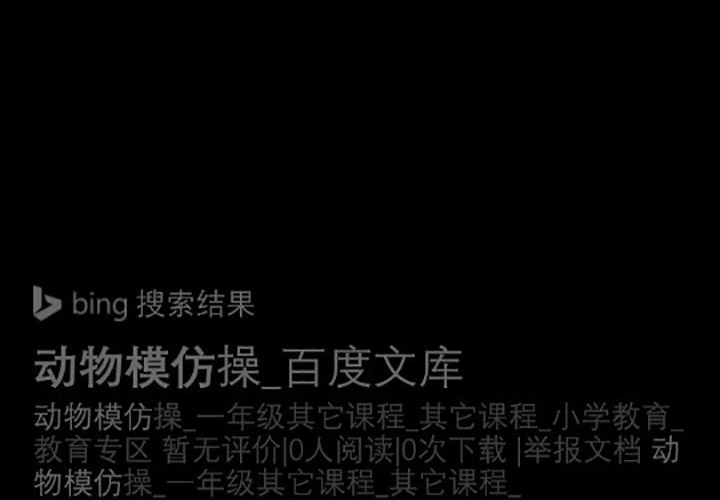 bing 搜索结果
动物模仿操_百度文库
动物模仿操_一年级其它课程_其它课程_小学教育_
教育专区 暂无评价|0人阅读|0次下载 |举报文档 动
物模仿操_一年级其它课程_其它课程_